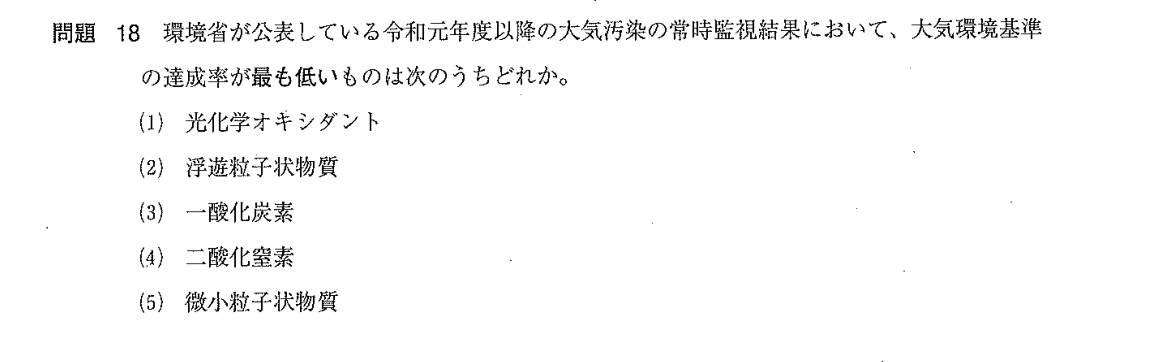 問題 18 環境省が公表している令和元年度以降の大気汚染の常時監視結果において、大気環境基準
の達成率が最も低いものは次のうちどれか。
(1) 光化学オキシダント
(2) 浮遊粒子状物質
(3) 一酸化炭素
(4) 二酸化窒素
(5) 微小粒子状物質